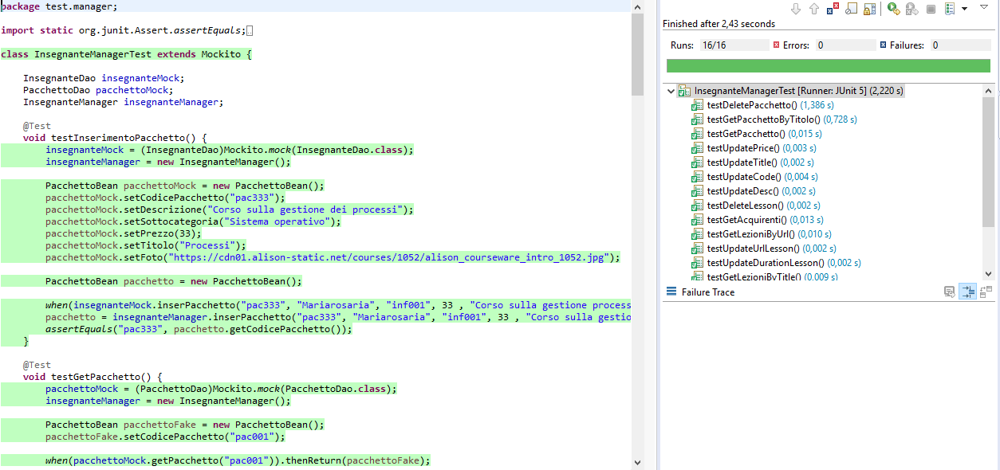 package test.manager;
import static org.junit.Assert.assertEquals;
class InsegnanteManagerTest extends Mockito {
InsegnanteDao insegnanteMock;
PacchettoDao pacchettoMock;
InsegnanteManager insegnanteManager;
@Test
void testInserimentoPacchetto() {
insegnanteMock = (InsegnanteDao)Mockito.mock(InsegnanteDao.class);
insegnanteManager = new InsegnanteManager();
PacchettoBean pacchettoMock = new PacchettoBean();
pacchettoMock.setCodicePacchetto("pac333");
pacchettoMock.setDescrizione("Corso sulla gestione dei processi");
pacchettoMock.setSottocategoria("Sistema operativo");
pacchettoMock.setPrezzo(33);
pacchettoMock.setTitolo("Processi");
pacchettoMock.setFoto("https://cdn01.alison-static.net/courses/1052/alison_courseware_intro_1052.jpg");
PacchettoBean pacchetto = new PacchettoBean();
when(insegnanteMock.inserPacchetto("pac333", "Mariarosaria", "inf001", 33 , "Corso sulla gestione process
pacchetto = insegnanteManager.inserPacchetto("pac333", "Mariarosaria", "inf001", 33 , "Corso sulla gestio
assertEquals("pac333", pacchetto.getCodicePacchetto());
}
@Test
void testGetPacchetto() {
pacchettoMock = (PacchettoDao)Mockito.mock(PacchettoDao.class);
insegnanteManager = new InsegnanteManager();
PacchettoBean pacchettoFake = new PacchettoBean();
pacchettoFake.setCodicePacchetto("pac001");
when(pacchettoMock.getPacchetto("pac001")).thenReturn(pacchettoFake);
Finished after 2,43 seconds
Runs: 16/16 Errors: 0 Failures: 0
InsegnanteManagerTest [Runner: JUnit 5] (2,220 s)
testDeletePacchetto() (1,386 s)
testGetPacchettoByTitolo() (0,728 s)
testGetPacchetto() (0,015 s)
testUpdatePrice() (0,003 s)
testUpdateTitle() (0,002 s)
testUpdateCode() (0,004 s)
testUpdateDesc() (0,002 s)
testDeleteLesson() (0,002 s)
testGetAcquirenti() (0,013 s)
testGetLezioniByUrl() (0,010 s)
testUpdateUrlLesson() (0,002 s)
testUpdateDurationLesson() (0,002 s)
testGetLezioniByTitle() (0,009 s)
Failure Trace